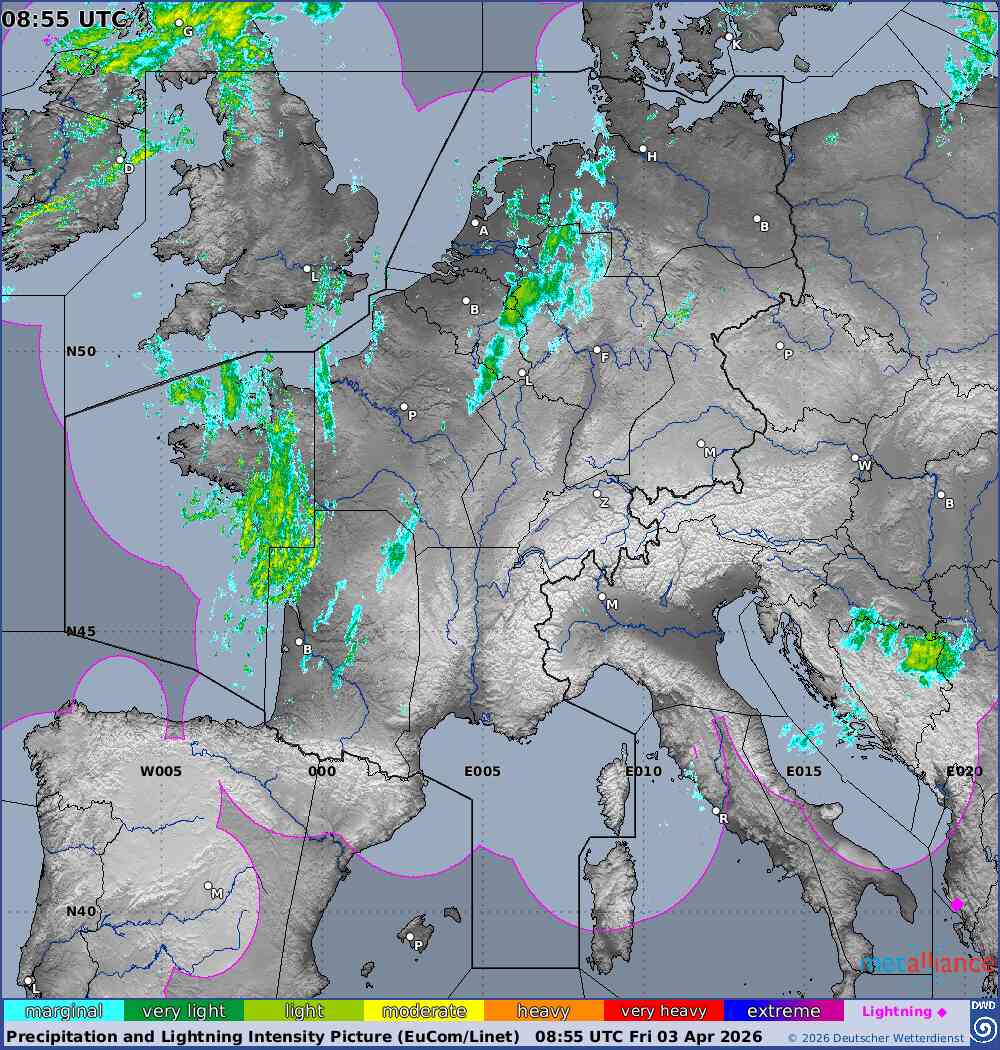 08:55 UTC
G
K
D
H
A
B
L
B
N50
F
P
L
P
M
W
Z
B
M
N45
B
W005
000
E005
E010
E015
E020
R
M
N40
P
L
metalliance
marginal
very light
light
moderate
heavy
very heavy
extreme
Lightning
DWD
Precipitation and Lightning Intensity Picture (EuCom/Linet) 08:55 UTC Fri 03 Apr 2026
© 2026 Deutscher Wetterdienst